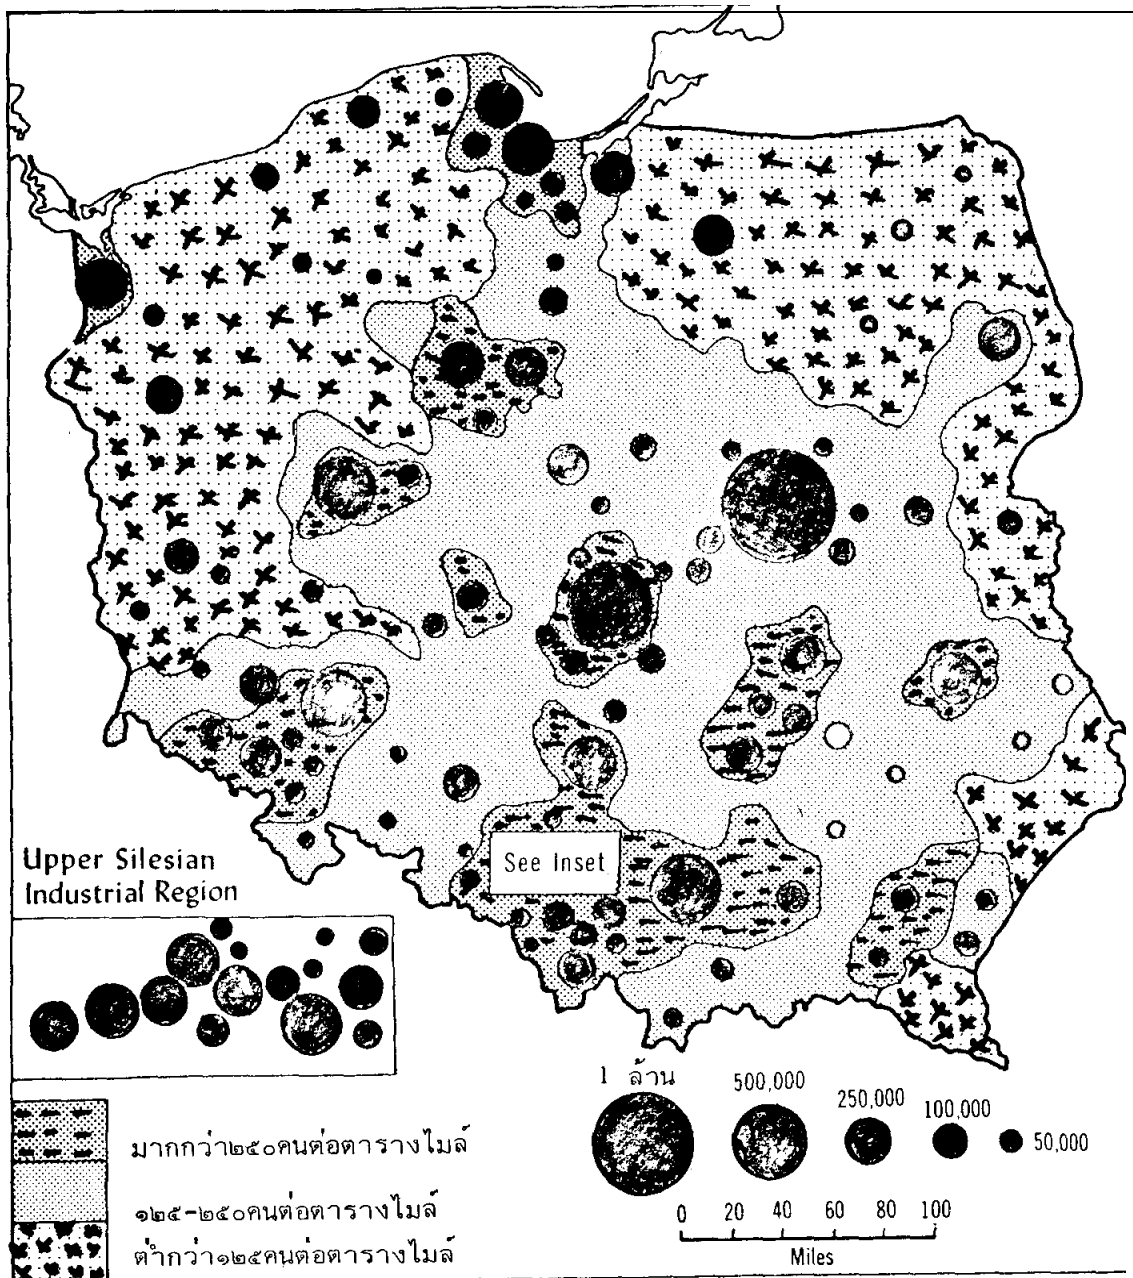 Upper Silesian
Industrial Region
See Inset
1 ล้าน
500,000
250,000
100,000
50,000
มากกว่า๒๕๐คนต่อตารางไมล์
๑๒๕-๒๕๐คนต่อตารางไมล์
ต่ำกว่า๑๒๕คนต่อตารางไมล์
0 20 40 60 80 100
Miles